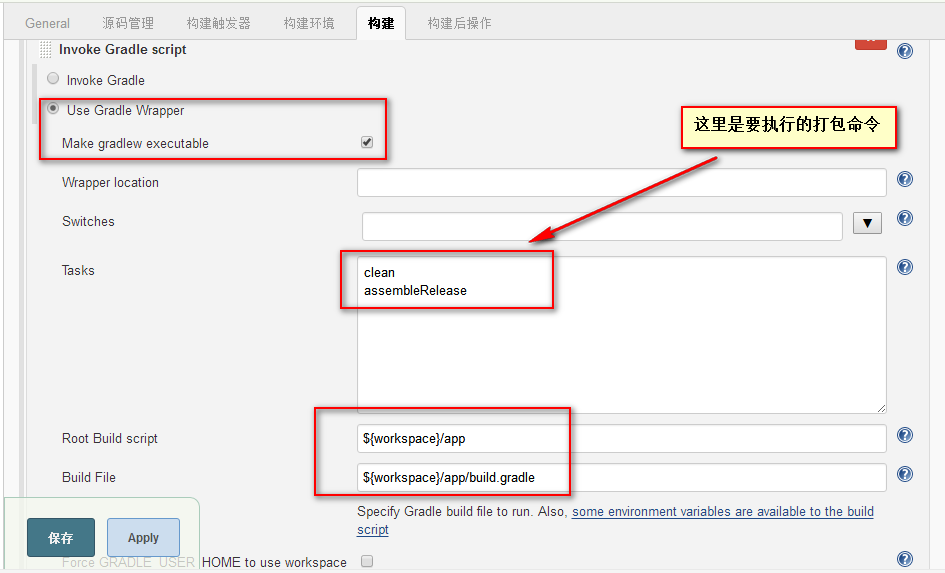 General 源码管理 构建触发器 构建环境 构建 构建后操作
Invoke Gradle script
Invoke Gradle
Use Gradle Wrapper
Make gradlew executable
这里是要执行的打包命令
Wrapper location
Switches
Tasks
clean
assembleRelease
Root Build script ${workspace}/app
Build File ${workspace}/app/build.gradle
Specify Gradle build file to run. Also, some environment variables are available to the build
script
保存 Apply
Force GRADLE_USER_HOME to use workspace